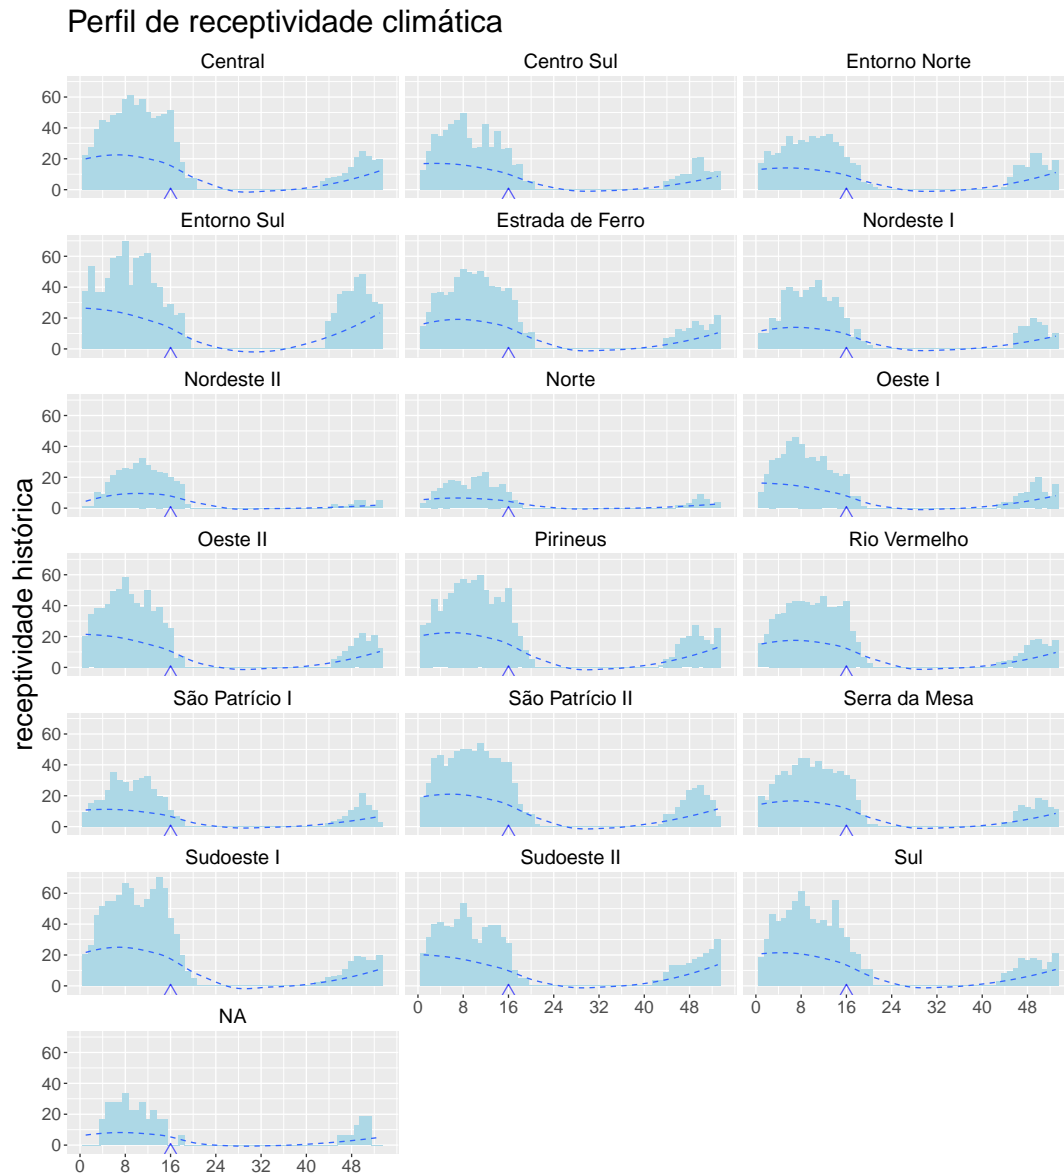 Perfil de receptividade climática
Central
Centro Sul
Entorno Norte
60
40
20
0
Entorno Sul
Estrada de Ferro
Nordeste I
60
40
20
0
Nordeste II
Norte
Oeste I
60
40
20
0
receptividade histórica
Oeste II
Pirineus
Rio Vermelho
60
40
20
0
São Patrício I
São Patrício II
Serra da Mesa
60
40
20
0
Sudoeste I
Sudoeste II
Sul
60
40
20
0
0 8 16 24 32 40 48
0 8 16 24 32 40 48
NA
60
40
20
0
0 8 16 24 32 40 48